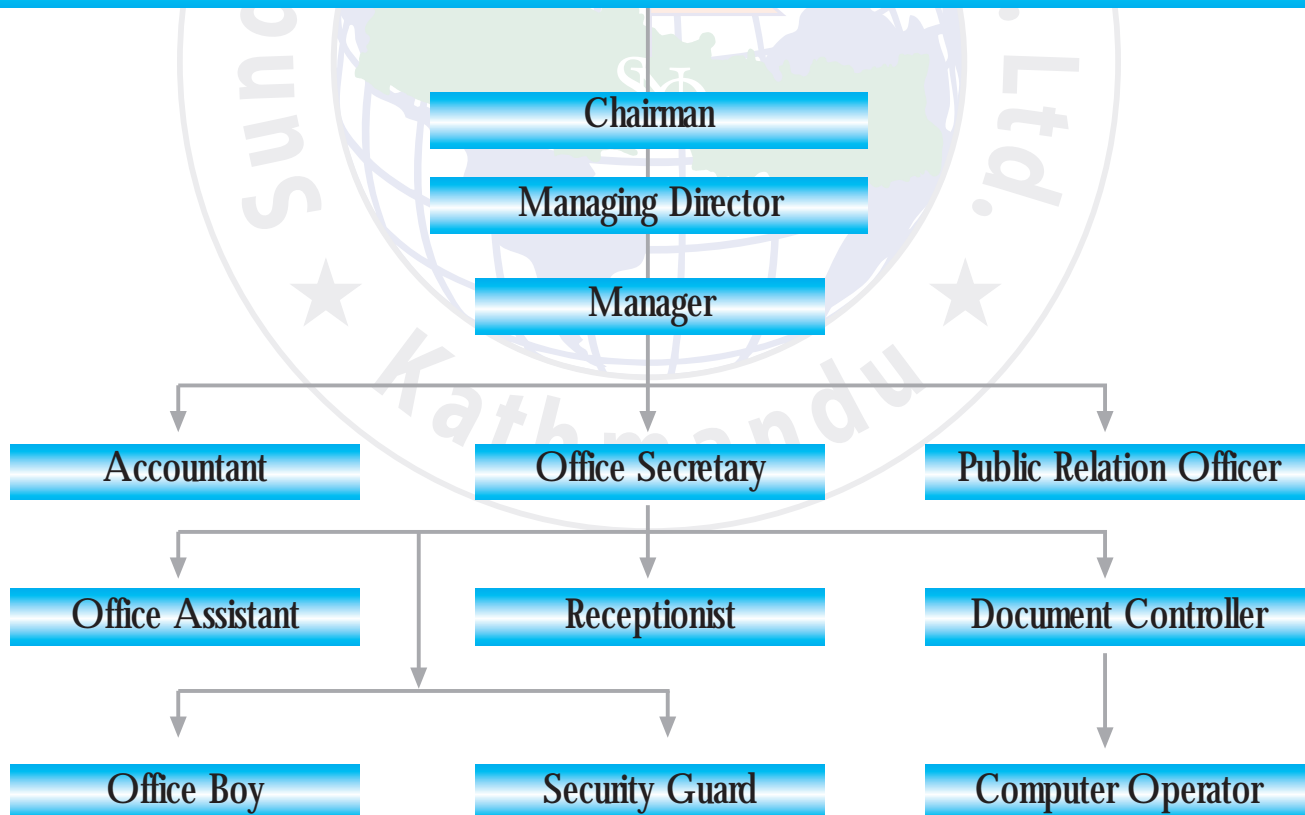 Chairman
Managing Director
Manager
Accountant
Office Secretary
Public Relation Officer
Office Assistant
Receptionist
Document Controller
Office Boy
Security Guard
Computer Operator
Kathmandu
Ltd.